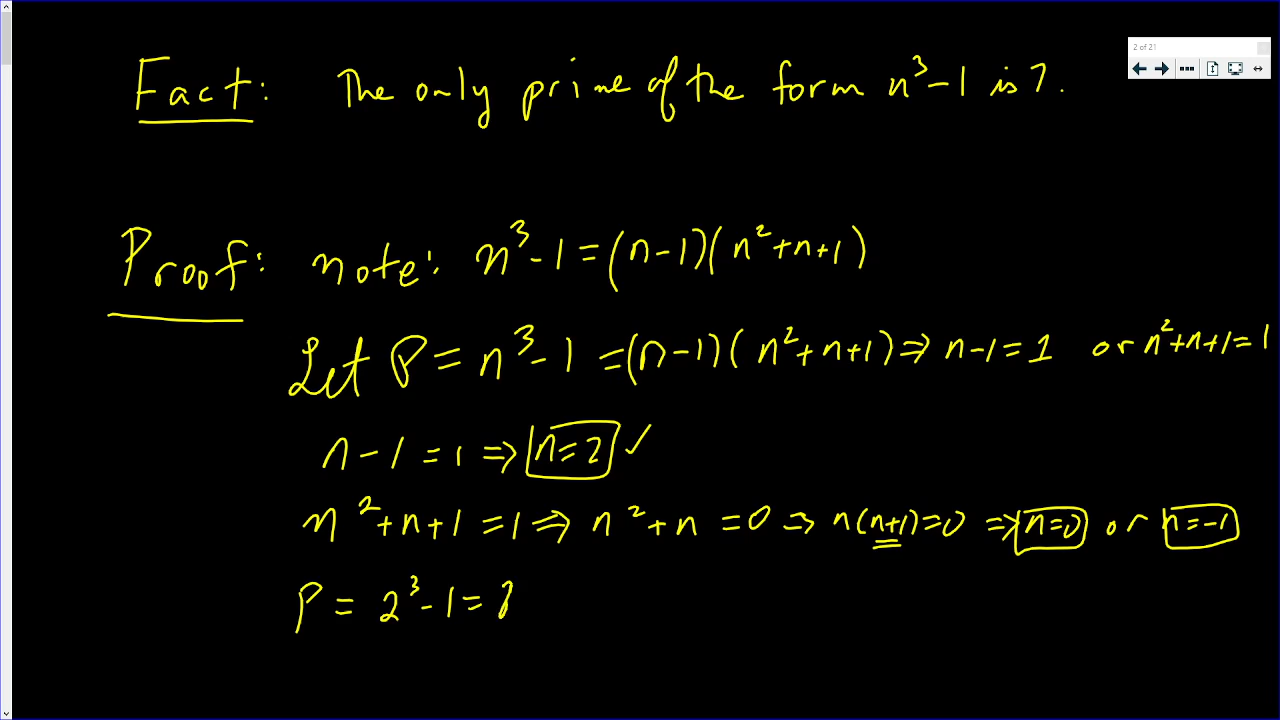 2 of 21
Fact: The only prime of the form n³-1 is 7.
Proof: note: n³-1=(n-1)(n²+n+1)
Let P = n³-1 =(n-1)(n²+n+1) ⇒ n-1=1 or n²+n+1=1
n-1=1 ⇒ n=2 ✓
n²+n+1=1 ⇒ n²+n=0 ⇒ n(n+1)=0 ⇒ n=0 or n=-1
P = 2³-1=